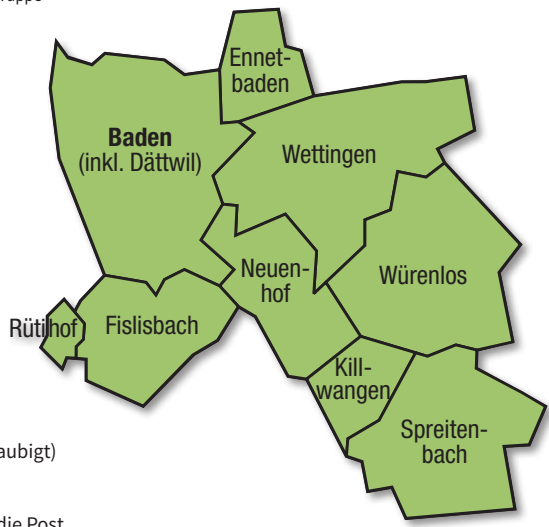 Ennet-
baden
Baden
(inkl. Dättwil)
Wettingen
Neuen-
hof
Würenlos
Rütihof
Fislisbach
Kill-
wangen
Spreiten-
bach
aubigt)
die Post